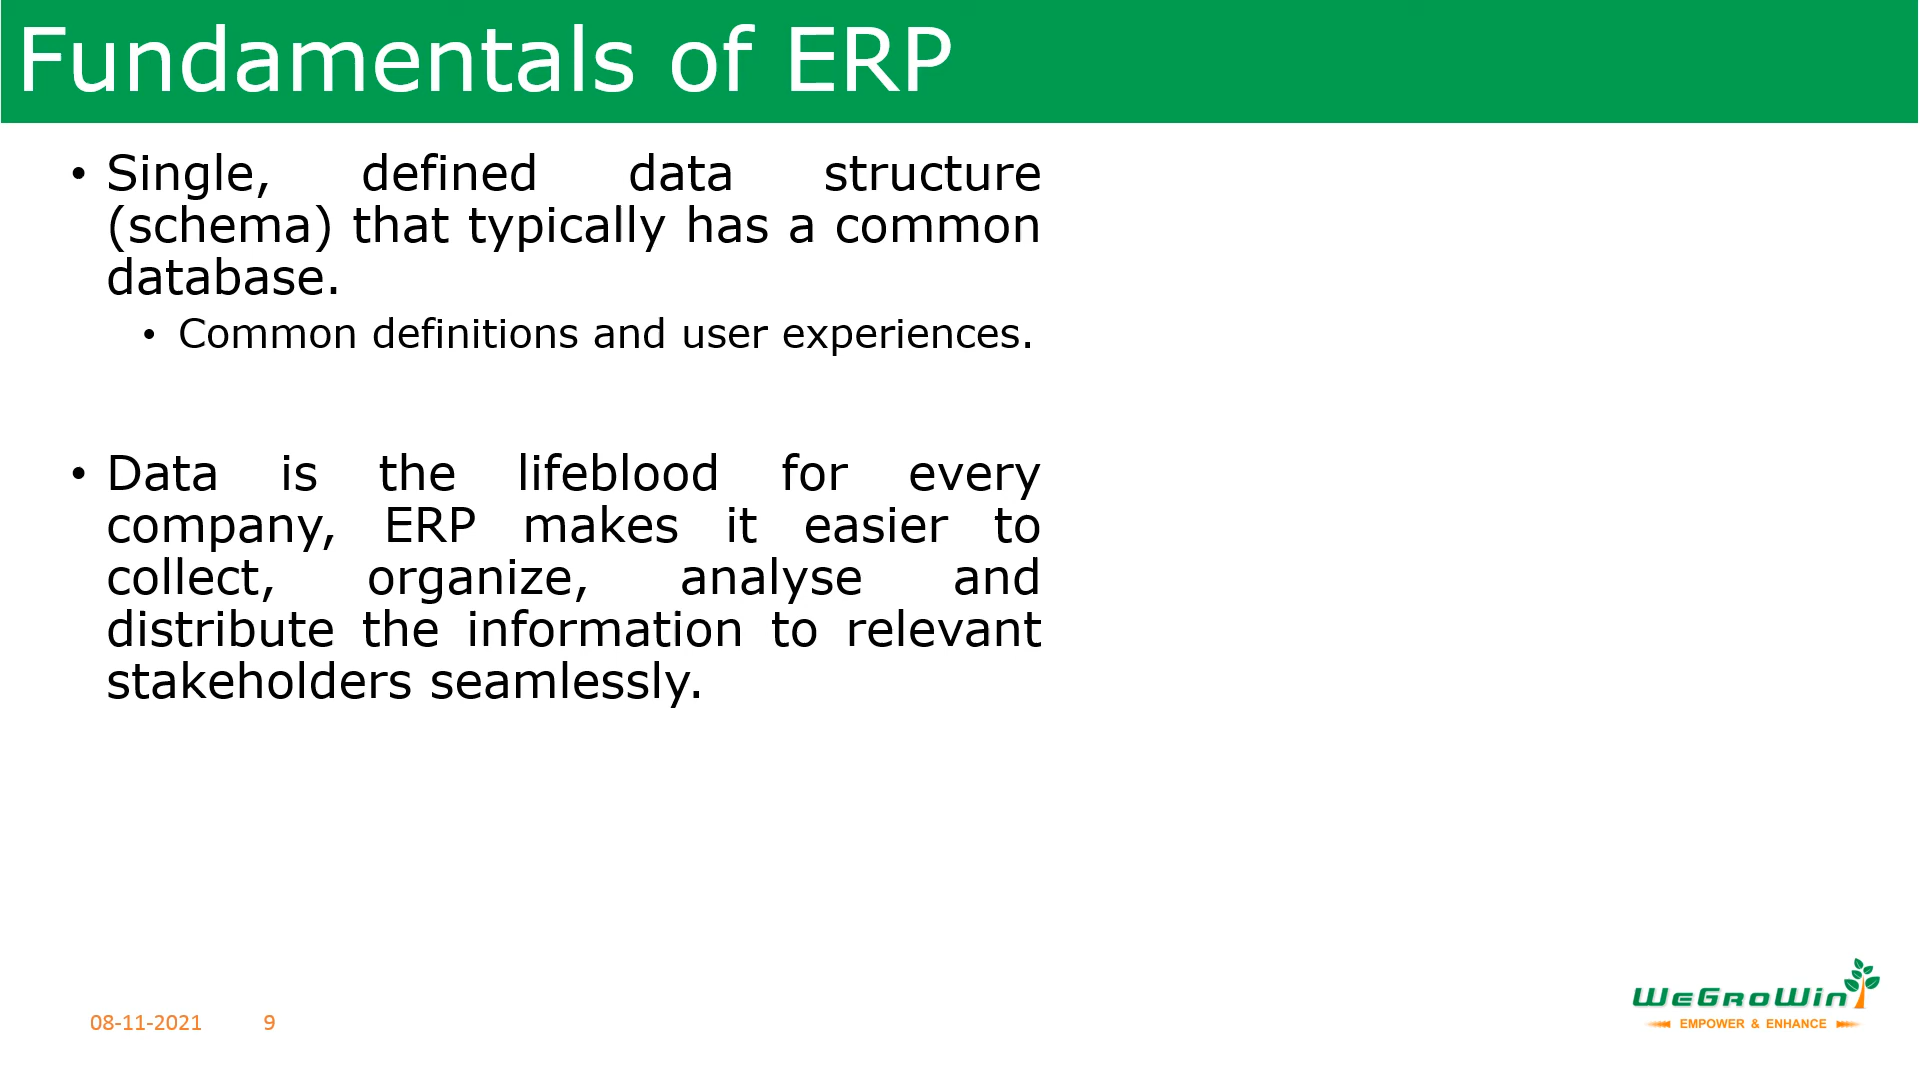 Fundamentals of ERP
• Single, defined data structure
(schema) that typically has a common
database.
• Common definitions and user experiences.
• Data is the lifeblood for every
company, ERP makes it easier to
collect, organize, analyse and
distribute the information to relevant
stakeholders seamlessly.
08-11-2021 9
WeGroWin
EMPOWER & ENHANCE